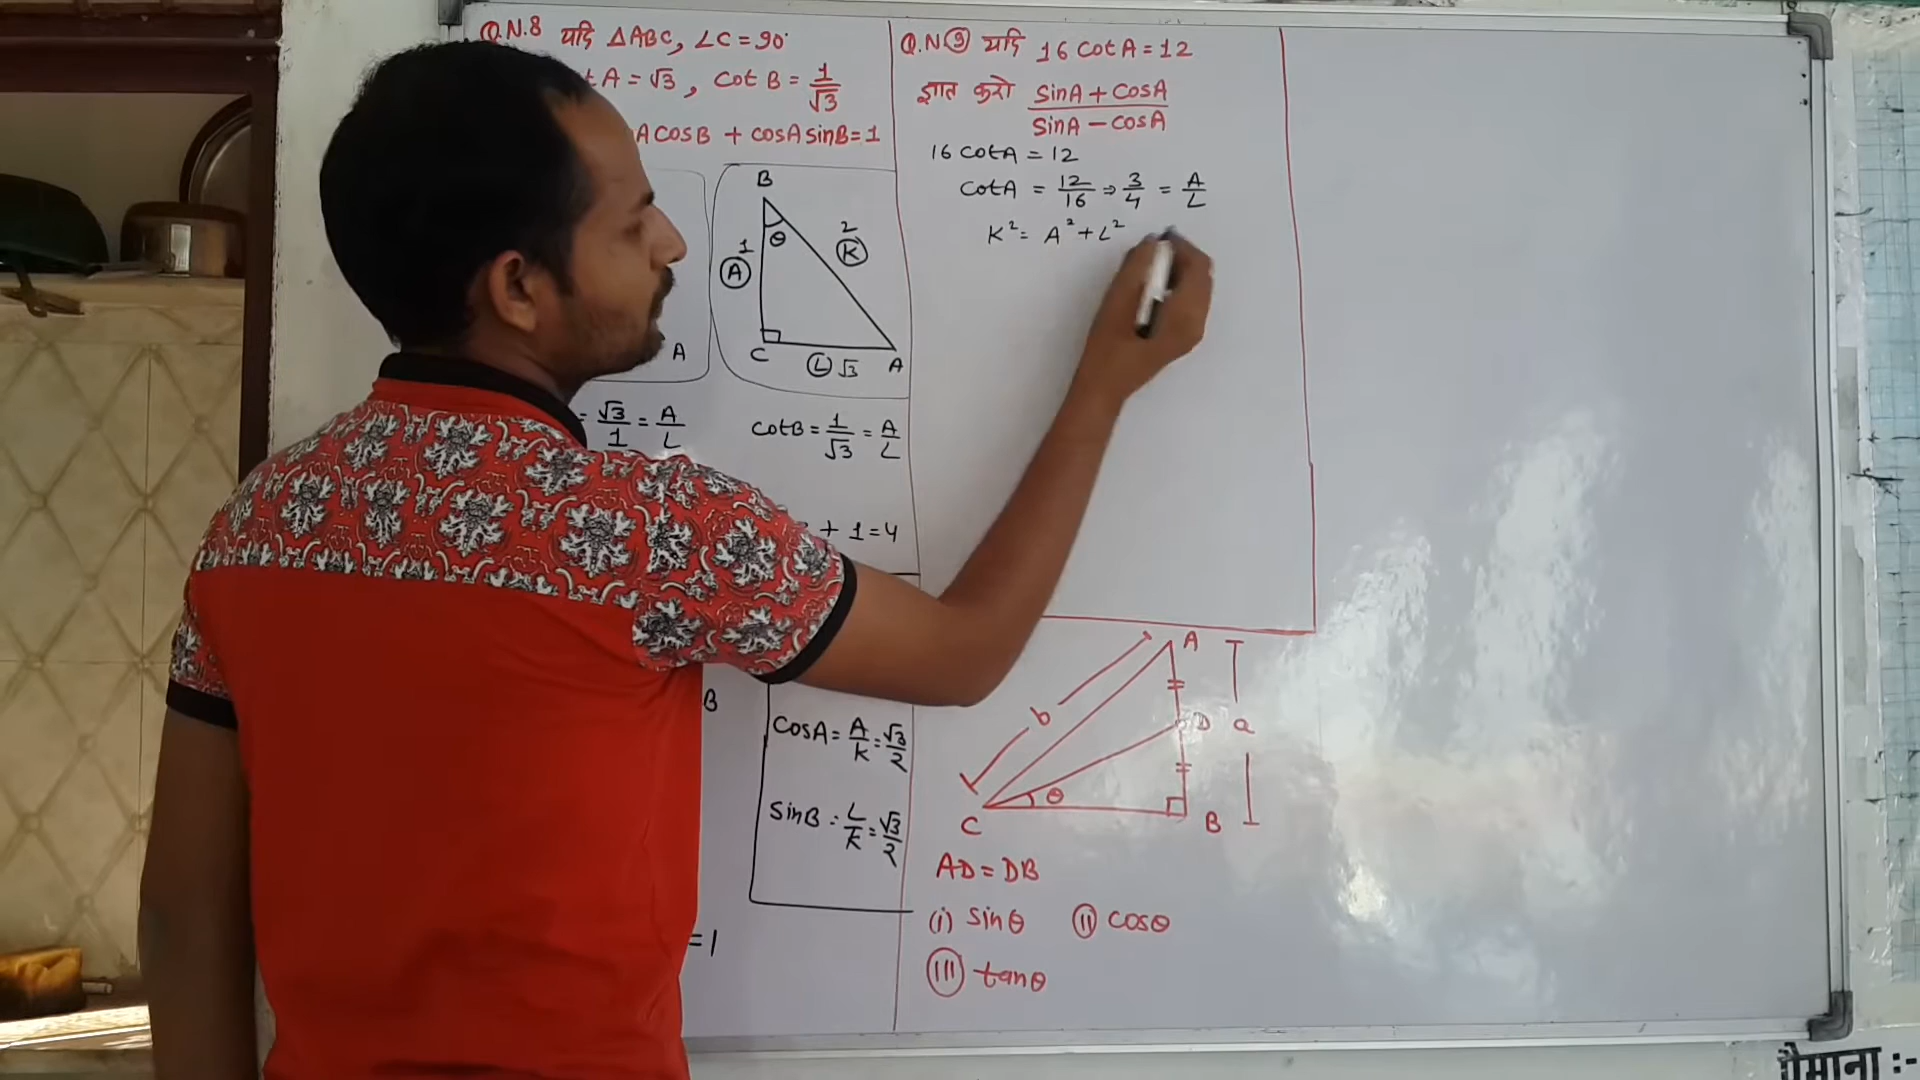 Q.N.8 यदि △ABC, ∠C = 90°
A = √3, cot B = 1/√3
A cosB + cosA sinB = 1
B
θ
1
A
2
K
C
L √3
A
A
= √3/1 = A/L
cotB = 1/√3 = A/L
+ 1 = 4
B
CosA = A/K = √3/2
SinB = L/K = √3/2
= 1
Q.N 9 यदि 16 cot A = 12
ज्ञात करो SinA + CosA / SinA − CosA
16 cotA = 12
CotA = 12/16 ⇒ 3/4 = A/L
K² = A² + L²
A
b
D
a
θ
C
B
AD = DB
(i) Sinθ (ii) cosθ
(iii) tanθ
पैमाना :-